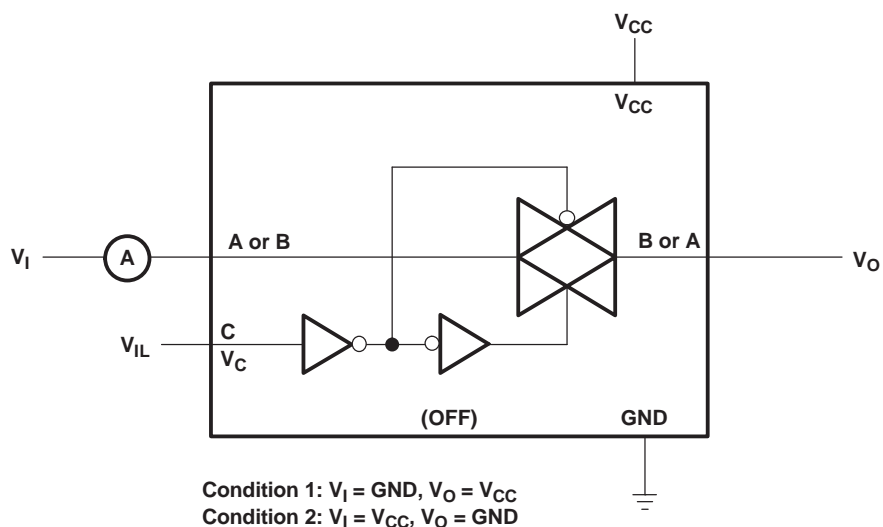 VCC
VCC
A or B
B or A
VI
A
VO
C
VIL
VC
(OFF)
GND
Condition 1: VI = GND, VO = VCC
Condition 2: VI = VCC, VO = GND